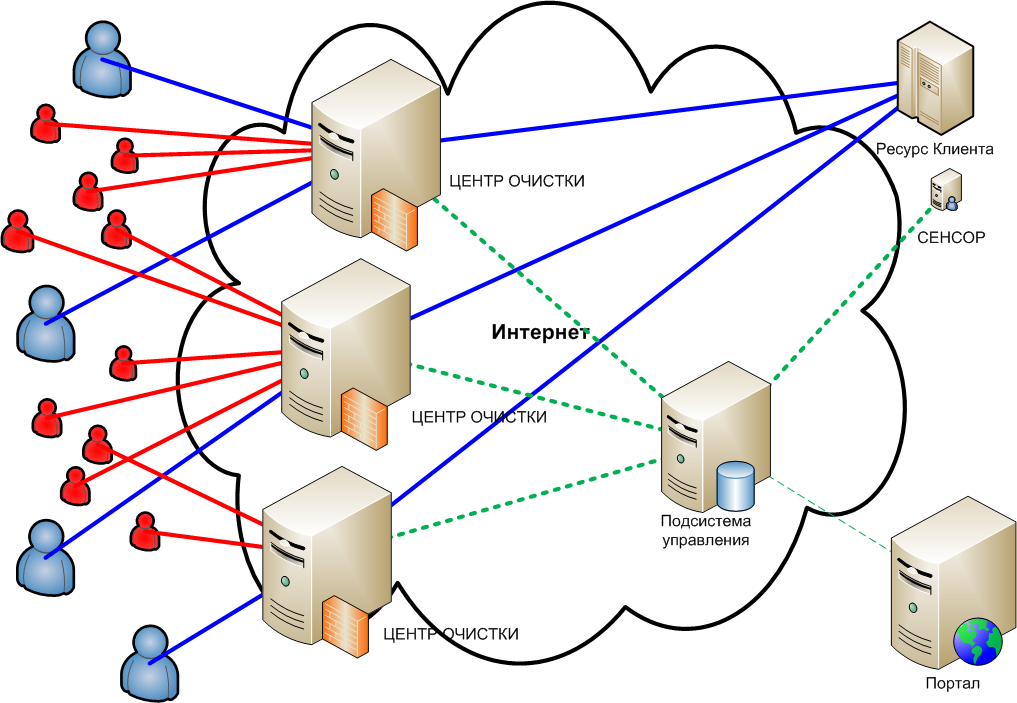 Ресурс Клиента
ЦЕНТР ОЧИСТКИ
СЕНСОР
Интернет
ЦЕНТР ОЧИСТКИ
Подсистема
управления
ЦЕНТР ОЧИСТКИ
Портал